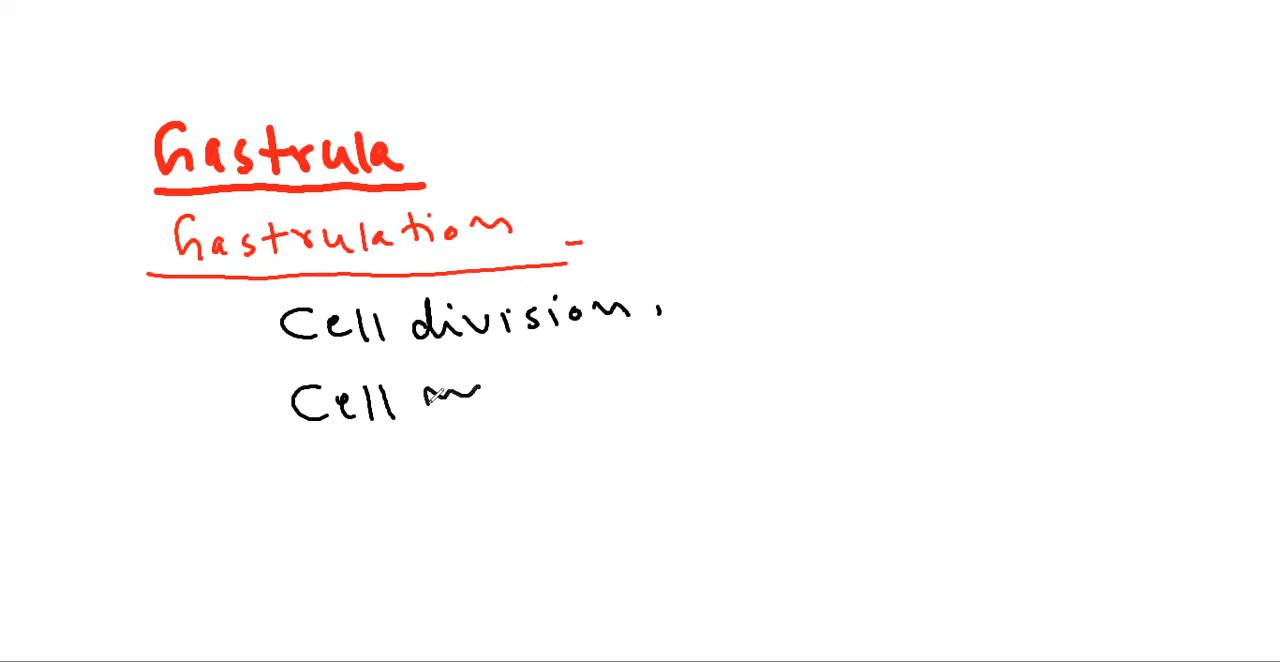 Gastrula
Gastrulation -
Cell division,
Cell m